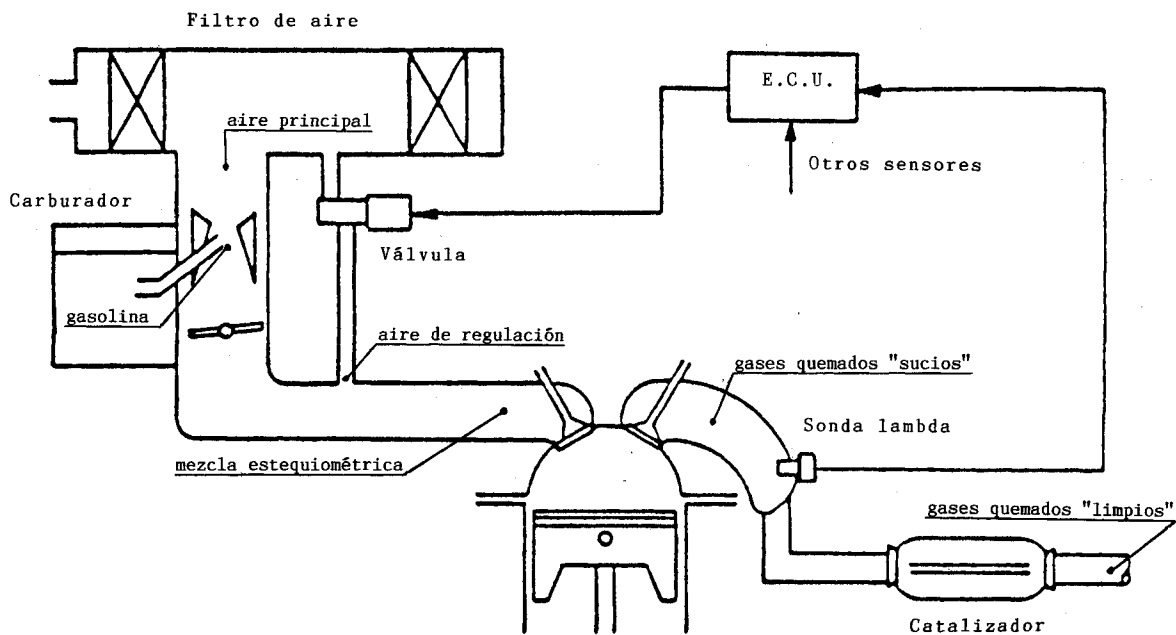 Filtro de aire
E.C.U.
aire principal
Otros sensores
Carburador
Válvula
gasolina
aire de regulación
gases quemados "sucios"
Sonda lambda
mezcla estequiométrica
gases quemados "limpios"
Catalizador